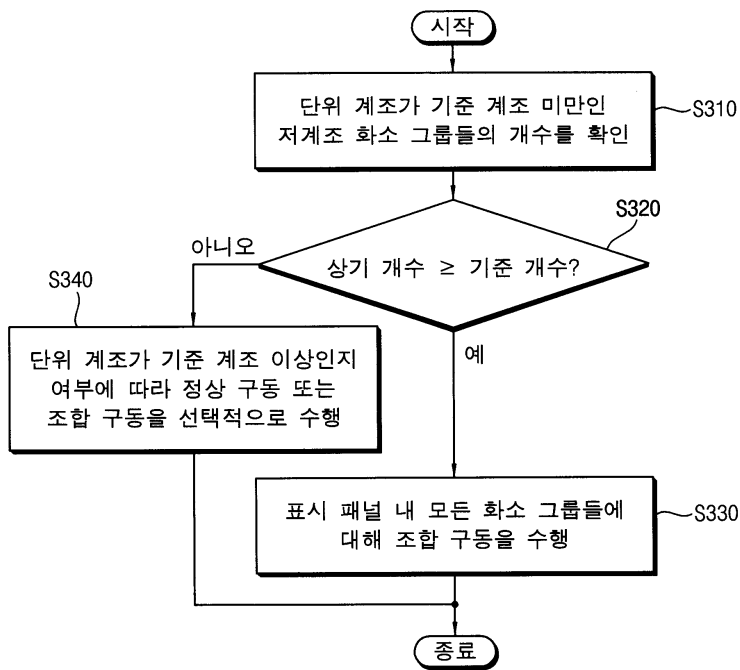 시작
단위 계조가 기준 계조 미만인
저계조 화소 그룹들의 개수를 확인
S310
S320
상기 개수 ≥ 기준 개수?
아니오
예
S340
단위 계조가 기준 계조 이상인지
여부에 따라 정상 구동 또는
조합 구동을 선택적으로 수행
표시 패널 내 모든 화소 그룹들에
대해 조합 구동을 수행
S330
종료